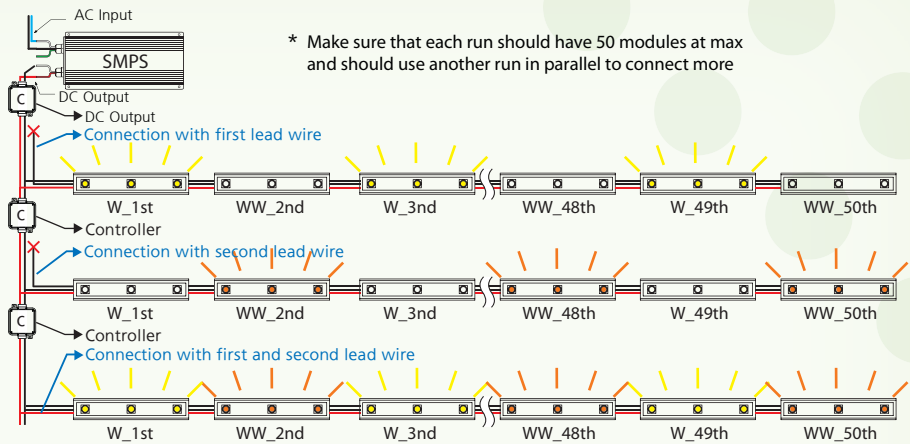 AC Input
* Make sure that each run should have 50 modules at max
and should use another run in parallel to connect more
SMPS
DC Output
C
DC Output
Connection with first lead wire
W_1st WW_2nd W_3nd WW_48th W_49th WW_50th
C
Controller
Connection with second lead wire
W_1st WW_2nd W_3nd WW_48th W_49th WW_50th
C
Controller
Connection with first and second lead wire
W_1st WW_2nd W_3nd WW_48th W_49th WW_50th